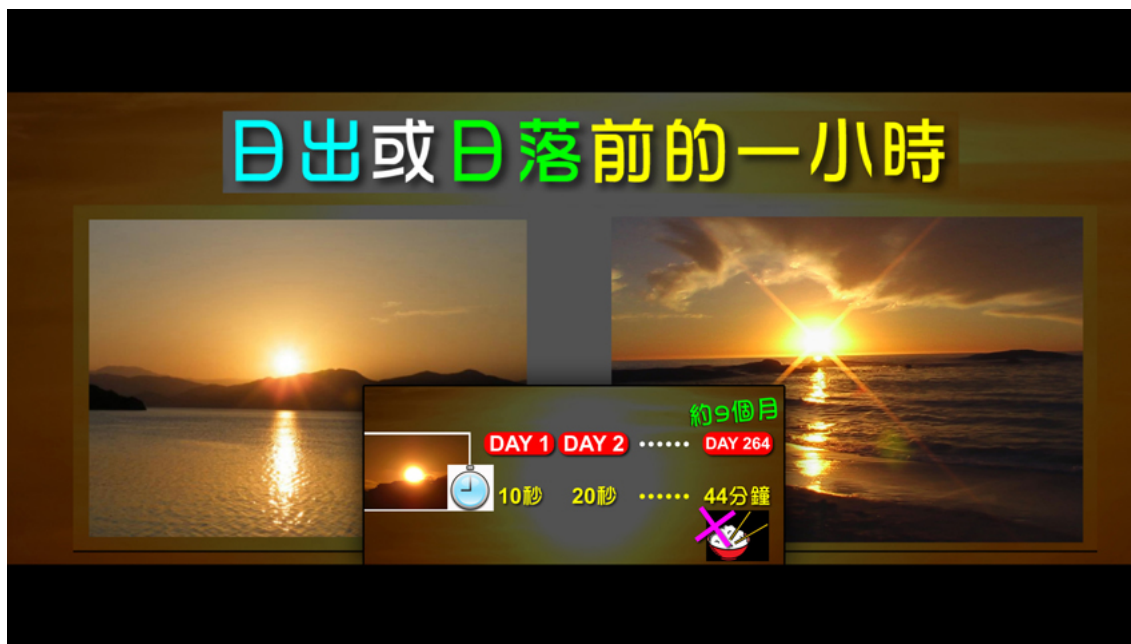 日出或日落前的一小時
約9個月
DAY 1 DAY 2 ...... DAY 264
10秒 20秒 ...... 44分鐘